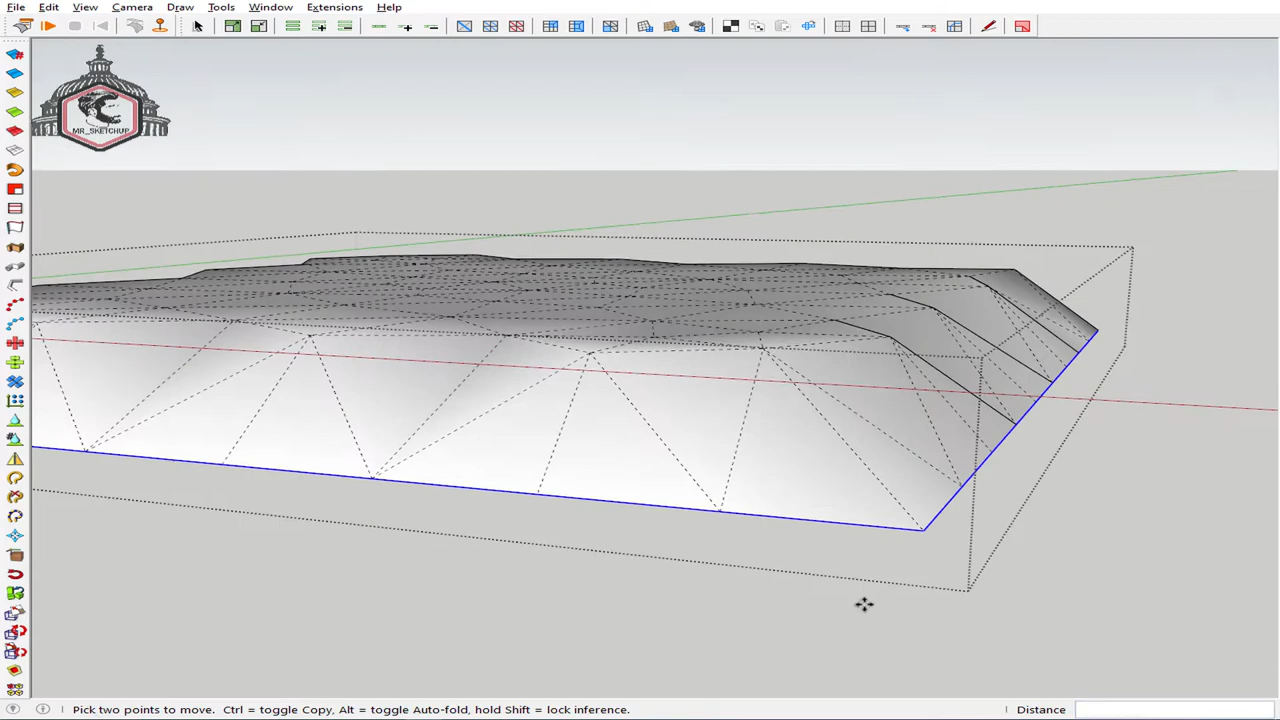 File Edit View Camera Draw Tools Window Extensions Help
MR_SKETCHUP
Pick two points to move. Ctrl = toggle Copy, Alt = toggle Auto-fold, hold Shift = lock inference.
Distance